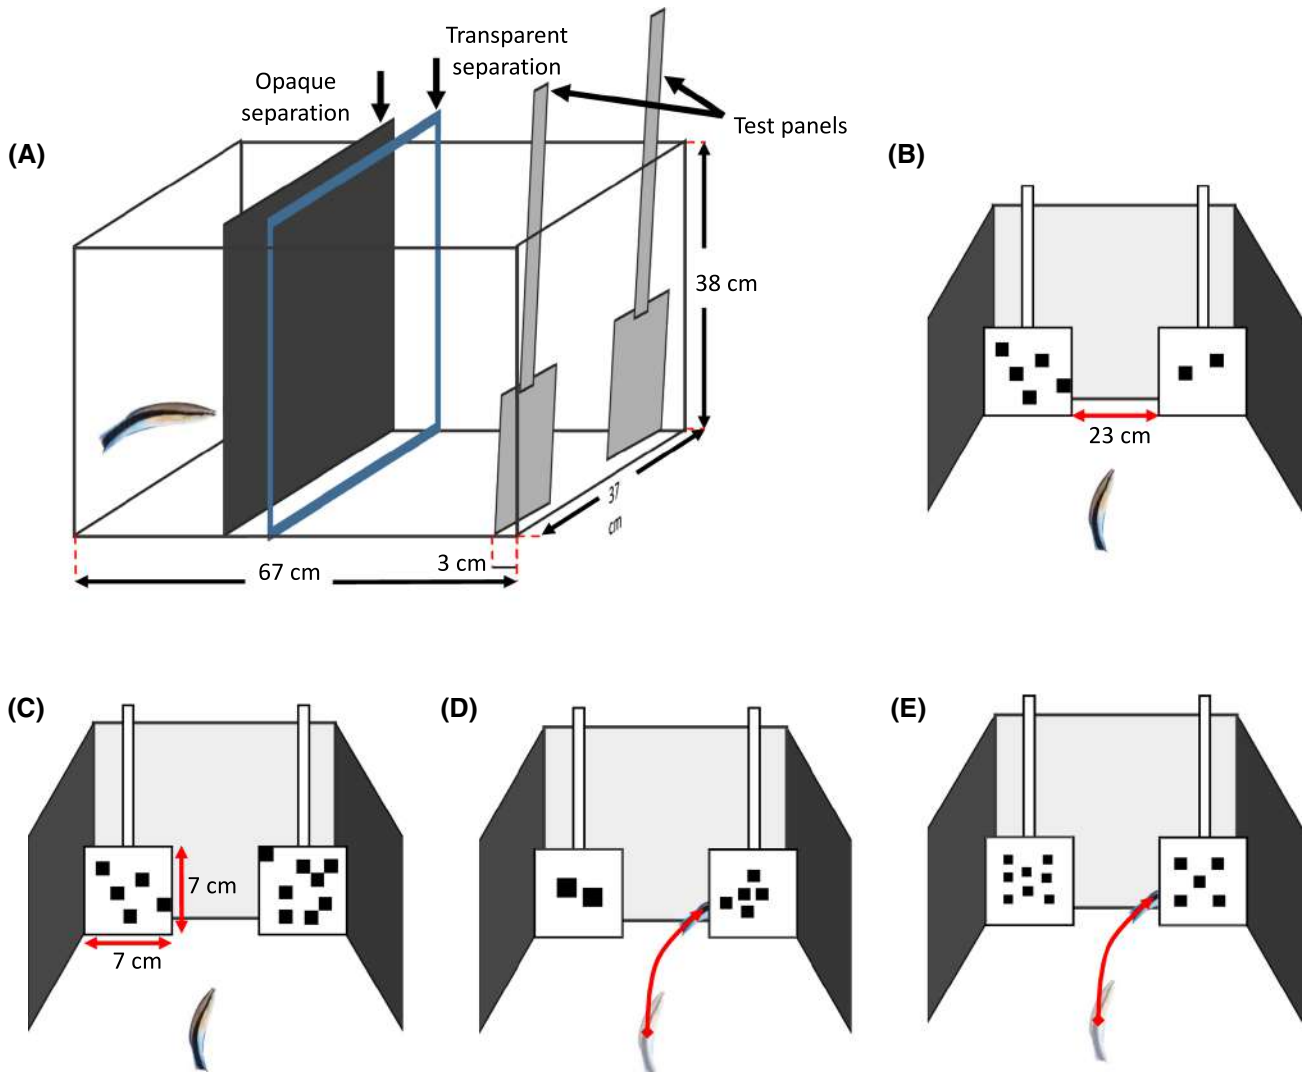 Transparent
separation
Opaque
separation
Test panels
(A)
(B)
38 cm
23 cm
37
cm
3 cm
67 cm
(C)
(D)
(E)
7 cm
7 cm